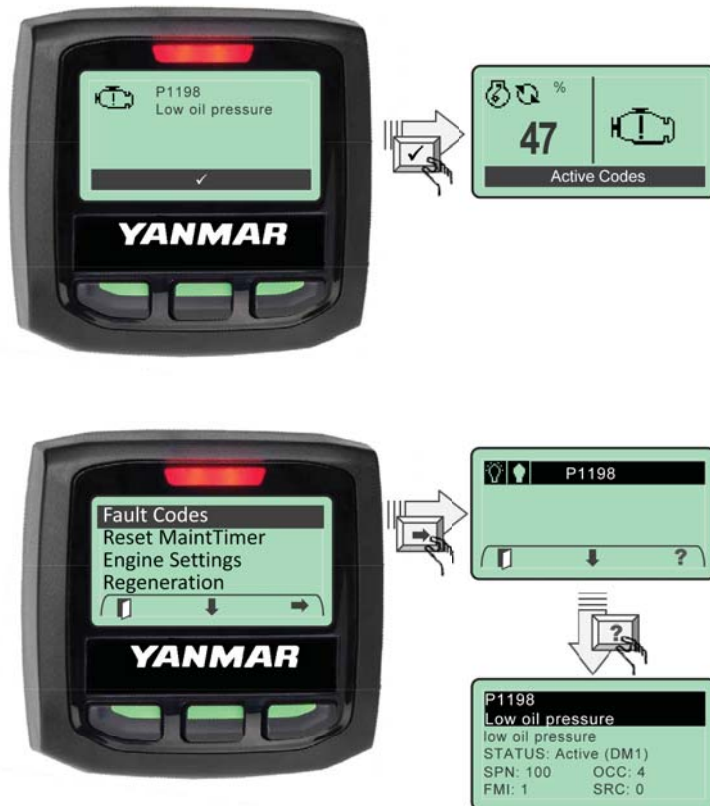 P1198
Low oil pressure
✓
YANMAR
✓
%
47
Active Codes
Fault Codes
Reset MaintTimer
Engine Settings
Regeneration
YANMAR
P1198
?
?
P1198
Low oil pressure
low oil pressure
STATUS: Active (DM1)
SPN: 100 OCC: 4
FMI: 1 SRC: 0